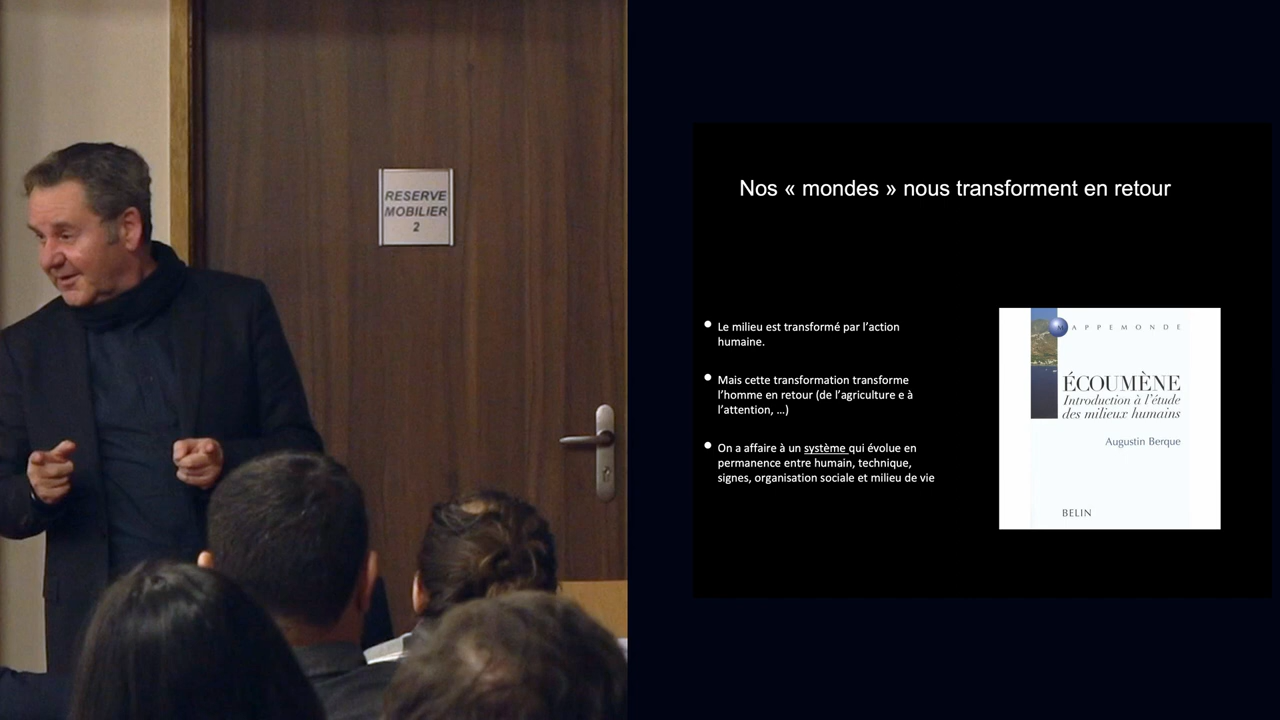 RESERVE
MOBILIER
2
Nos « mondes » nous transforment en retour
Le milieu est transformé par l’action
humaine.
Mais cette transformation transforme
l’homme en retour (de l’agriculture e à
l’attention, …)
On a affaire à un système qui évolue en
permanence entre humain, technique,
signes, organisation sociale et milieu de vie
MAPPEMONDE
ÉCOUMÈNE
Introduction à l’étude
des milieux humains
Augustin Berque
BELIN